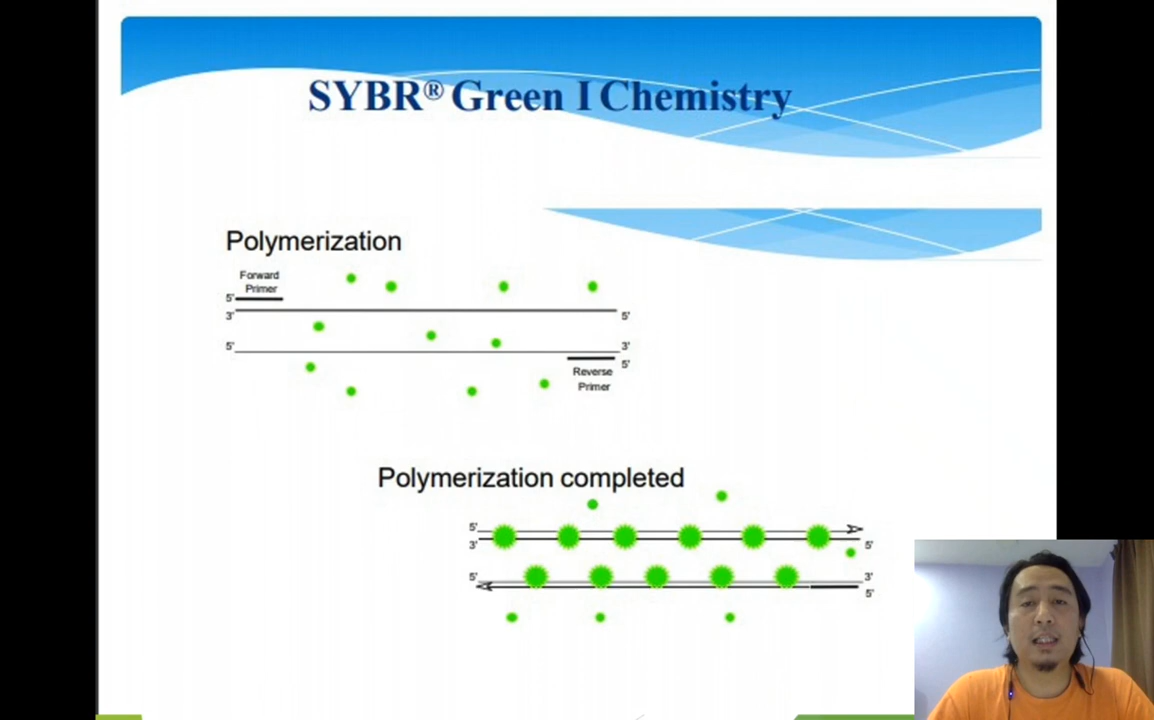 SYBR® Green I Chemistry
Polymerization
Forward
Primer
5'
3'
5'
5'
3'
5'
Reverse
Primer
Polymerization completed
5'
3'
5'
5'
3'
5'